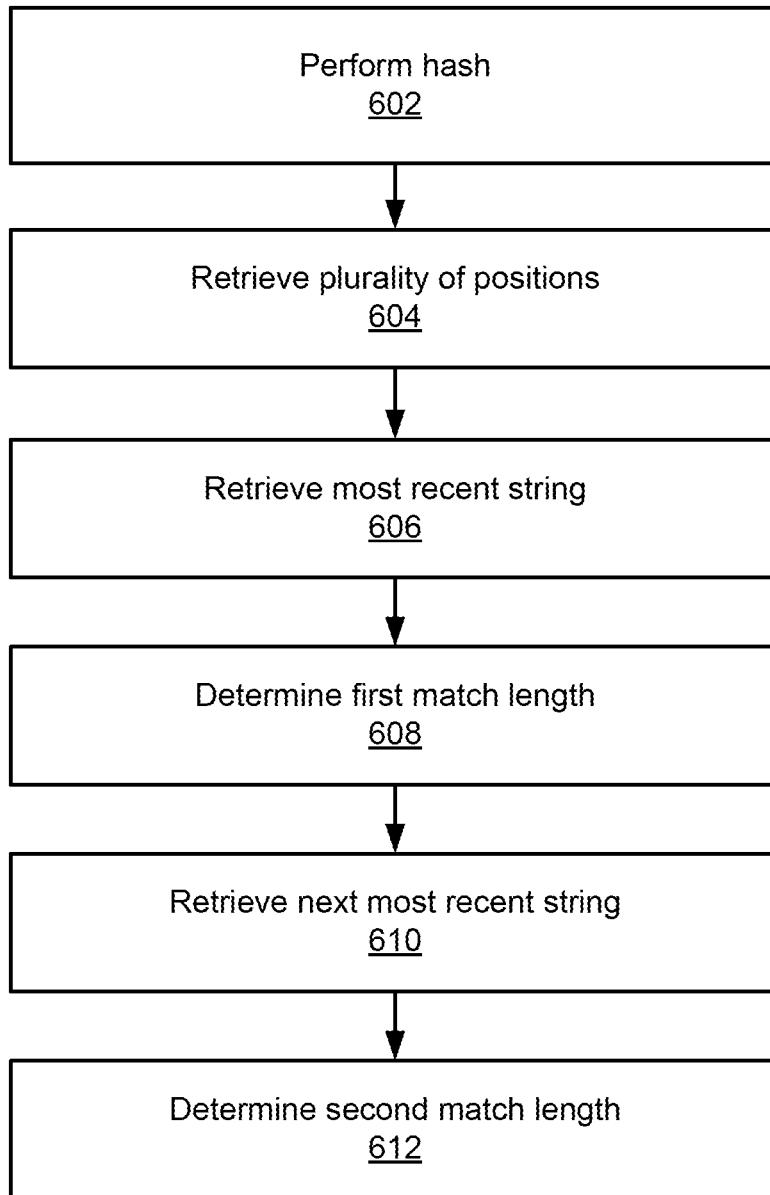 Perform hash
602
Retrieve plurality of positions
604
Retrieve most recent string
606
Determine first match length
608
Retrieve next most recent string
610
Determine second match length
612